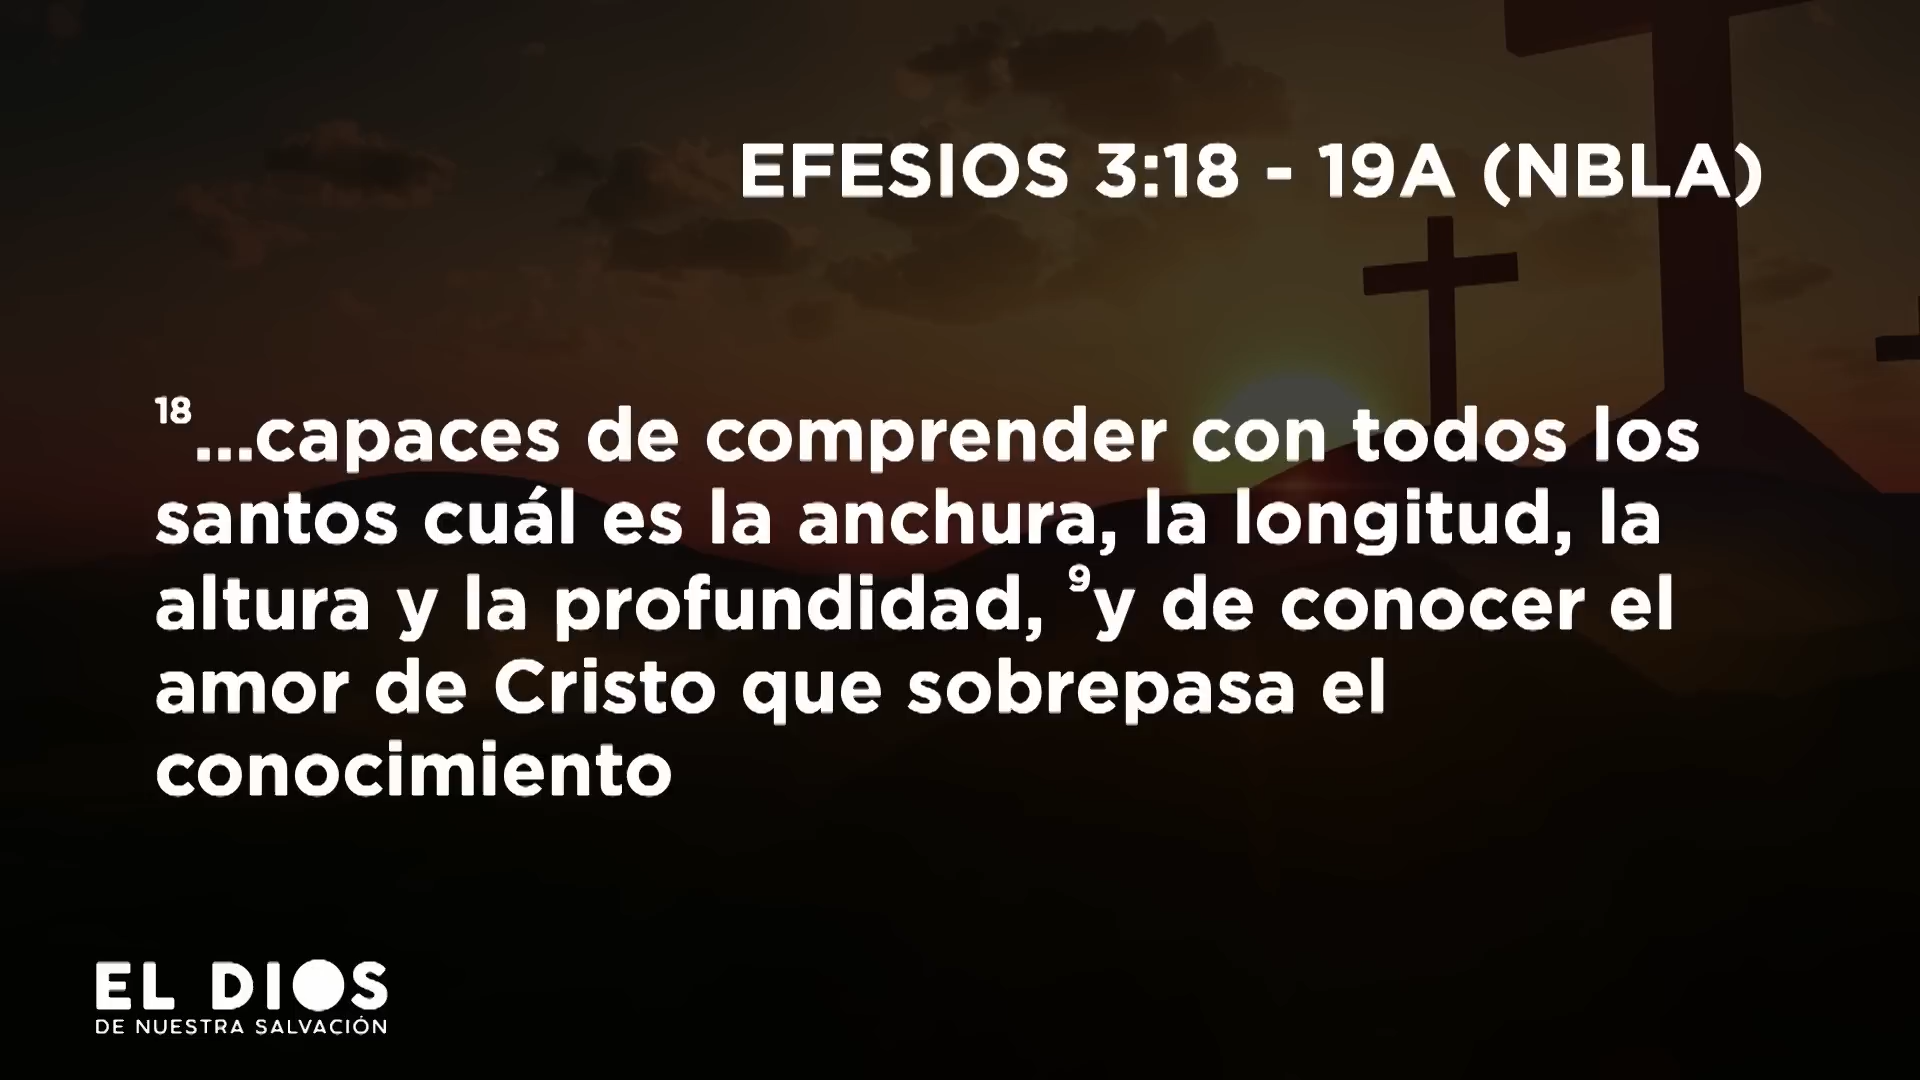 EFESIOS 3:18 - 19A (NBLA)
18...capaces de comprender con todos los
santos cuál es la anchura, la longitud, la
altura y la profundidad, 9y de conocer el
amor de Cristo que sobrepasa el
conocimiento
EL DIOS
DE NUESTRA SALVACIÓN